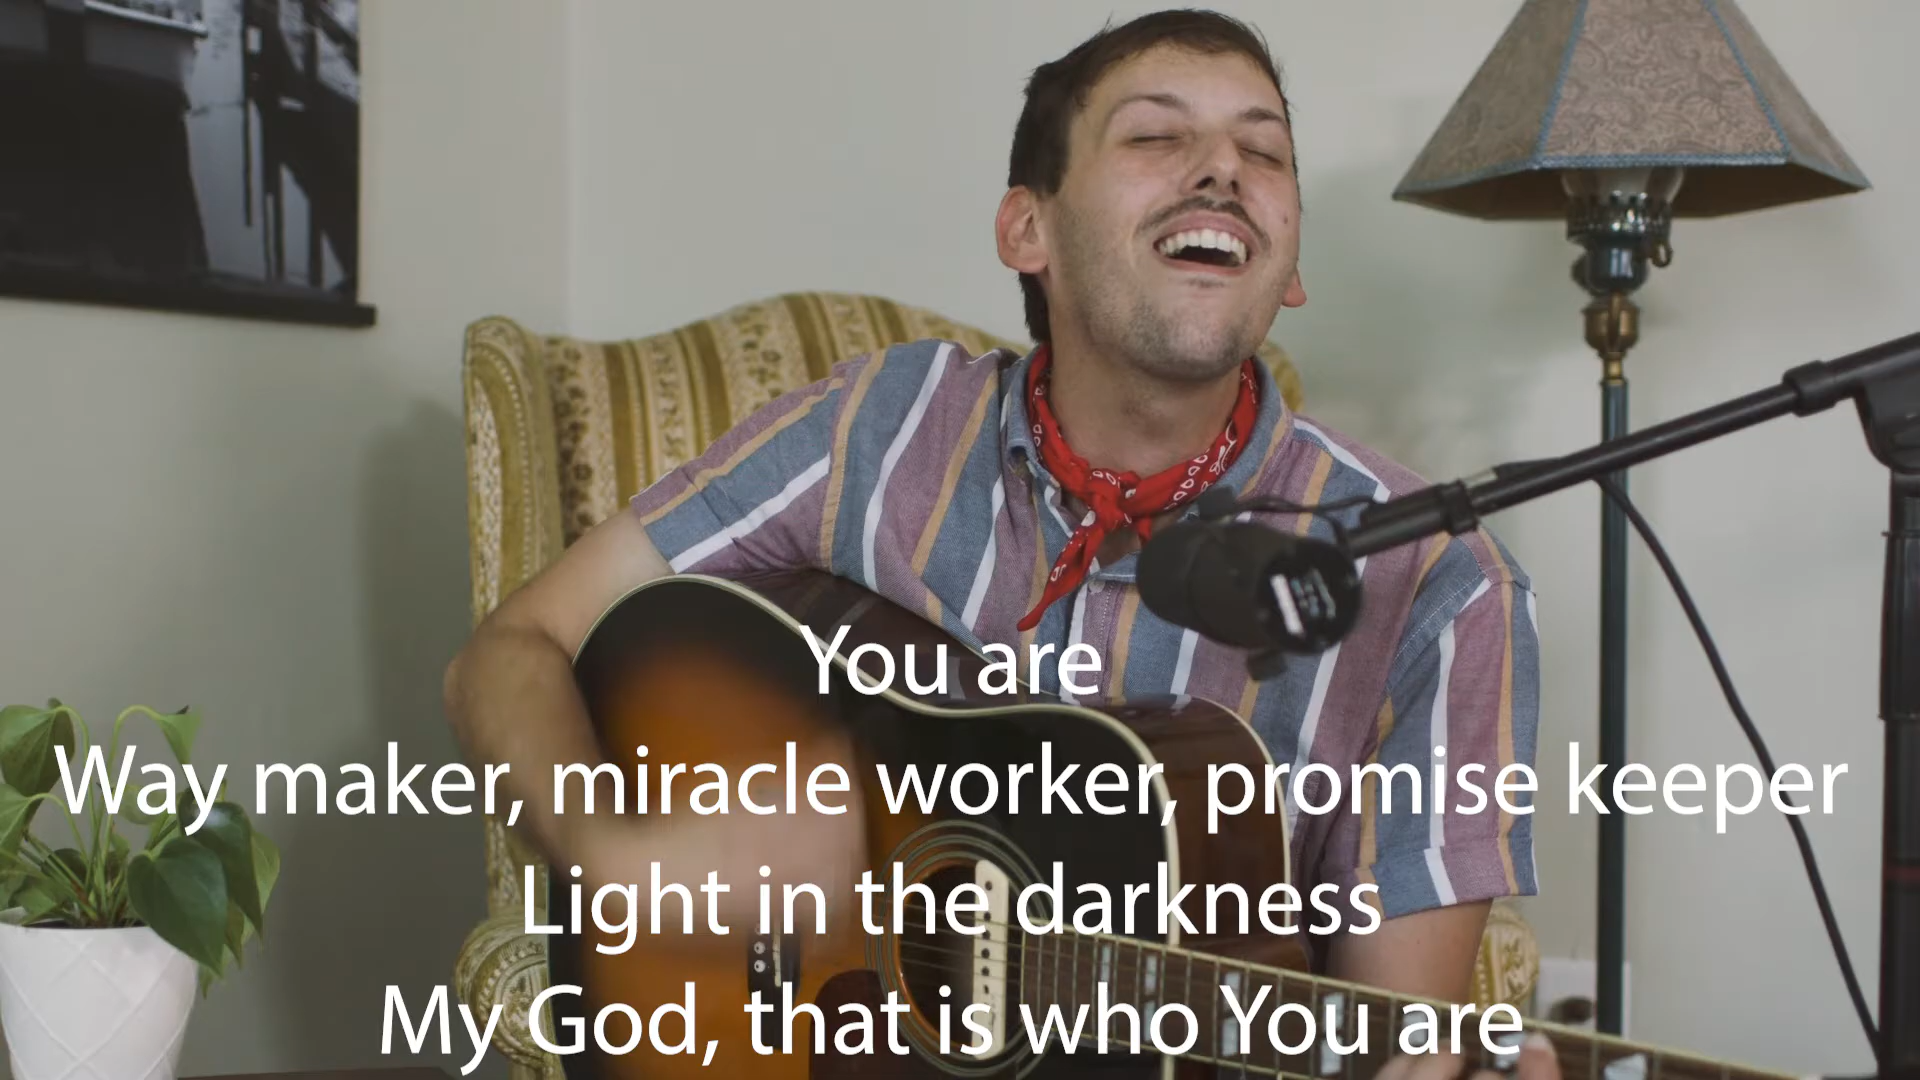 You are
Way maker, miracle worker, promise keeper
Light in the darkness
My God, that is who You are